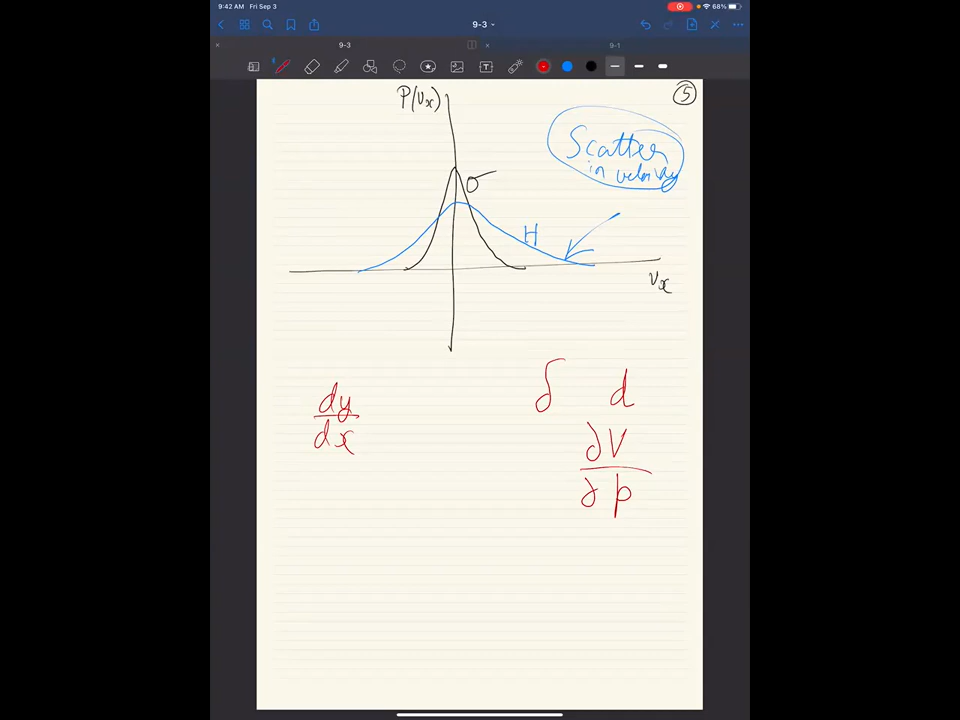 9:42 AM Fri Sep 3
68%
9-3
9-3
9-1
P(Vx)
5
Scatter
in velocity
σ
H
Vx
δ d
dy
dx
∂V
∂p